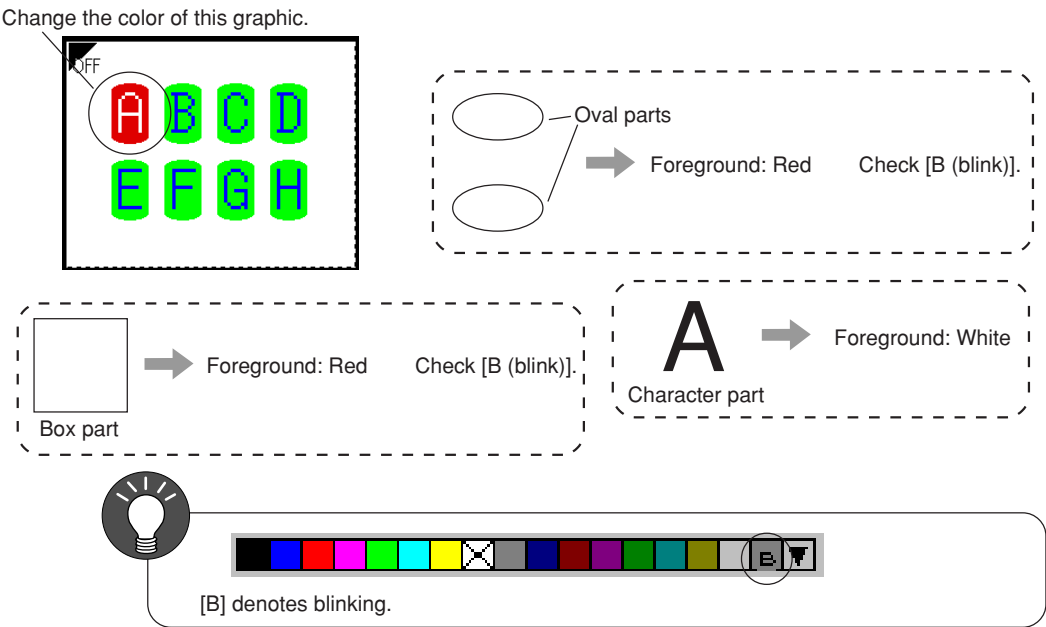 Change the color of this graphic.
OFF
A B C D
E F G H
Oval parts
Foreground: Red Check [B (blink)].
Foreground: Red Check [B (blink)].
Box part
A
Foreground: White
Character part
B
[B] denotes blinking.